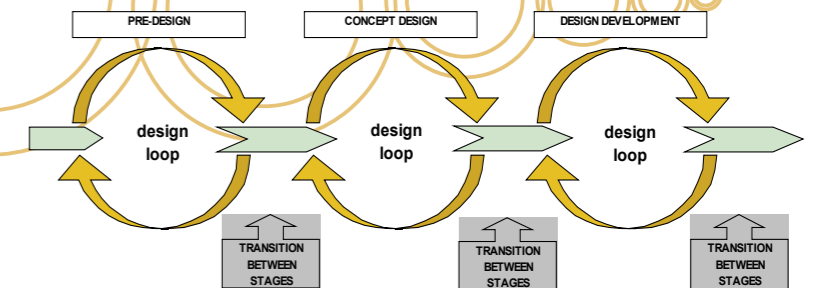 PRE-DESIGN
CONCEPT DESIGN
DESIGN DEVELOPMENT
design
loop
design
loop
design
loop
TRANSITION
BETWEEN
STAGES
TRANSITION
BETWEEN
STAGES
TRANSITION
BETWEEN
STAGES